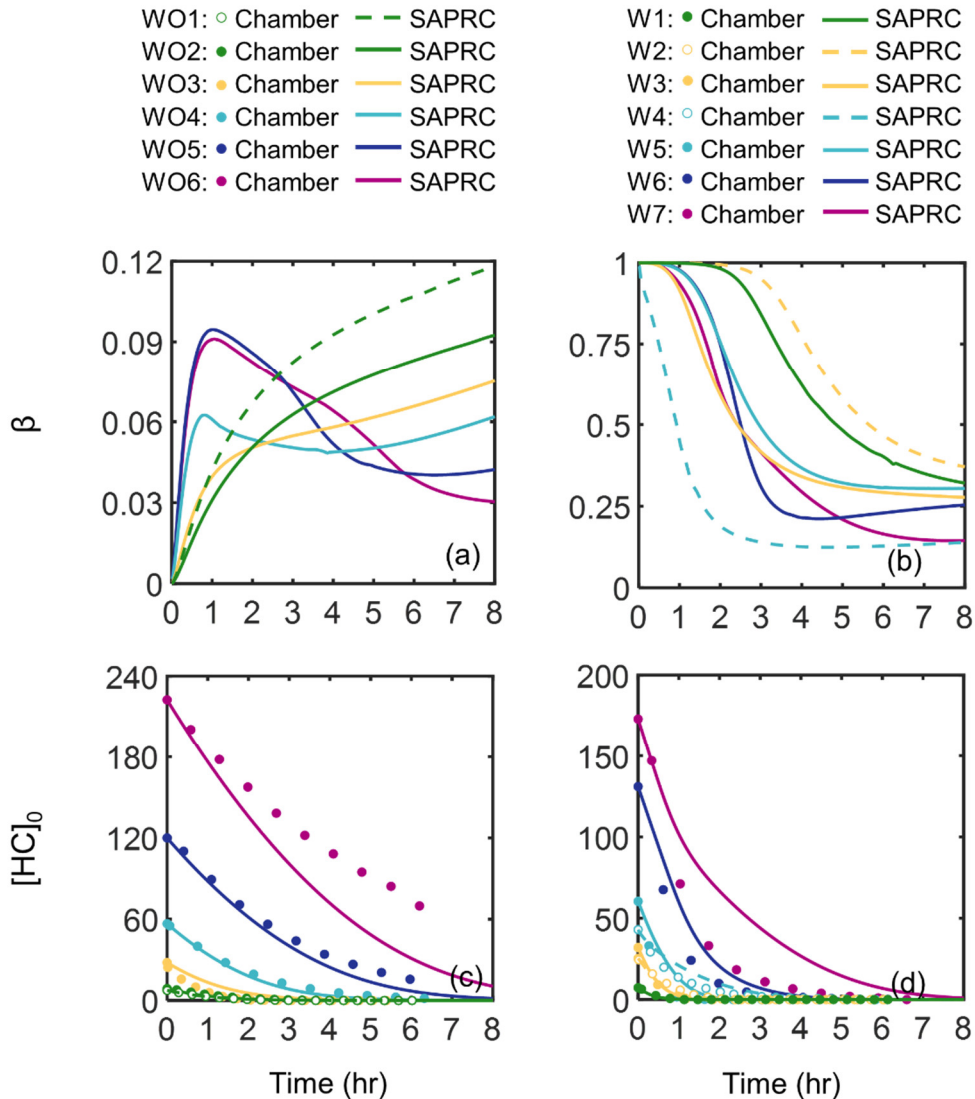 WO1: Chamber SAPRC
WO2: Chamber SAPRC
WO3: Chamber SAPRC
WO4: Chamber SAPRC
WO5: Chamber SAPRC
WO6: Chamber SAPRC
W1: Chamber SAPRC
W2: Chamber SAPRC
W3: Chamber SAPRC
W4: Chamber SAPRC
W5: Chamber SAPRC
W6: Chamber SAPRC
W7: Chamber SAPRC
β
0.12
0.09
0.06
0.03
0
0 1 2 3 4 5 6 7 8
(a)
1
0.75
0.5
0.25
0
0 1 2 3 4 5 6 7 8
(b)
[HC]₀
240
180
120
60
0
0 1 2 3 4 5 6 7 8
(c)
Time (hr)
200
150
100
50
0
0 1 2 3 4 5 6 7 8
(d)
Time (hr)